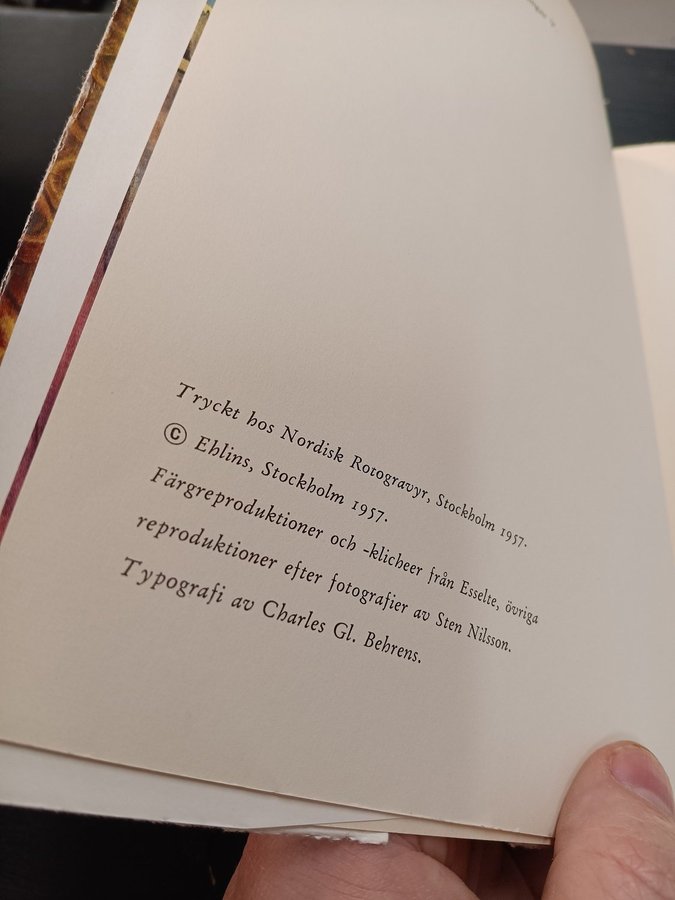 Tryckt hos Nordisk Rotogravyr, Stockholm 1957.
© Ehlins, Stockholm 1957.
Färgreproduktioner och -klicheer från Esselte, övriga
reproduktioner efter fotografier av Sten Nilsson.
Typografi av Charles Gl. Behrens.